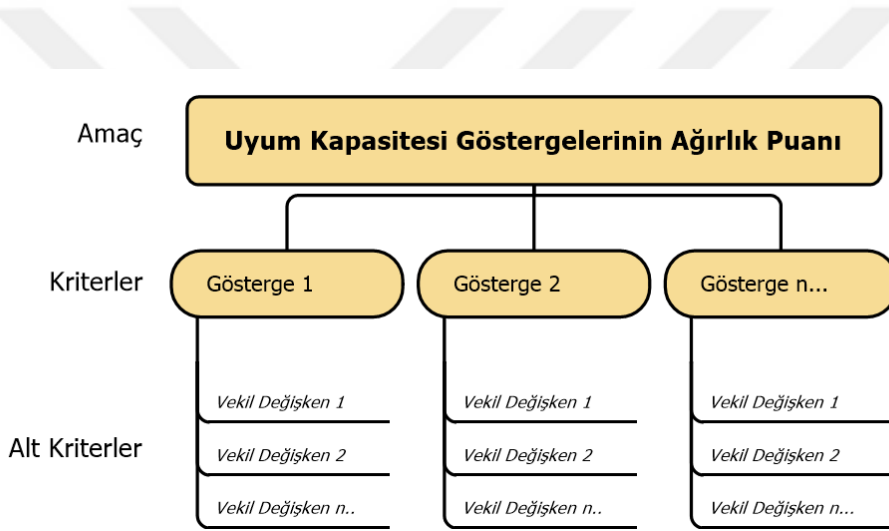 Amaç
Uyum Kapasitesi Göstergelerinin Ağırlık Puanı
Kriterler
Gösterge 1
Gösterge 2
Gösterge n...
Alt Kriterler
Vekil Değişken 1
Vekil Değişken 2
Vekil Değişken n..
Vekil Değişken 1
Vekil Değişken 2
Vekil Değişken n..
Vekil Değişken 1
Vekil Değişken 2
Vekil Değişken n...